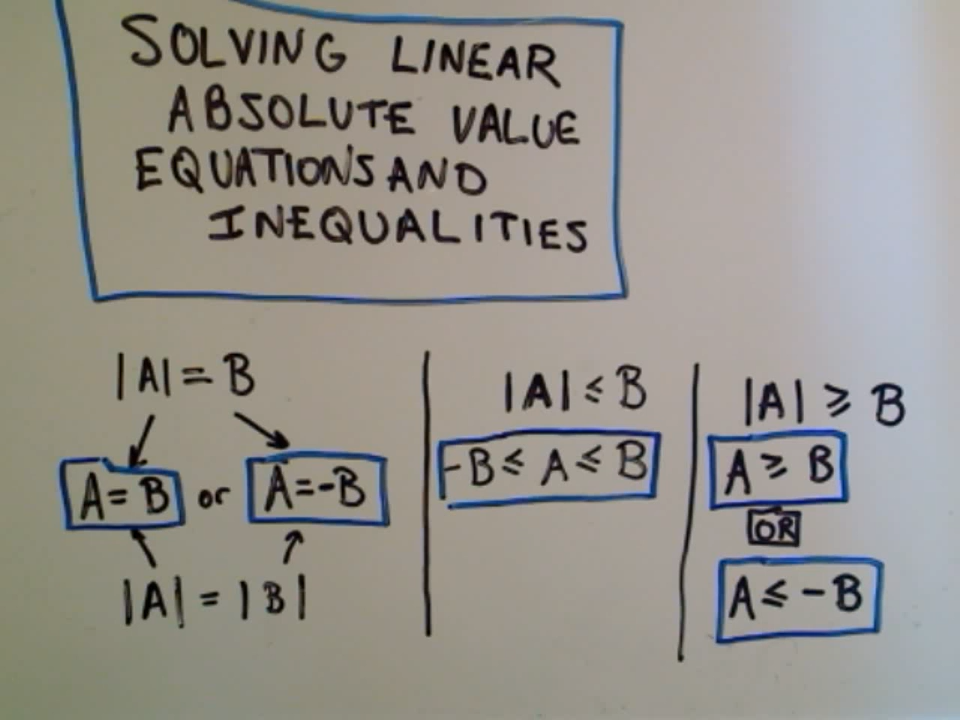 SOLVING LINEAR
ABSOLUTE VALUE
EQUATIONS AND
INEQUALITIES
|A| = B
A = B or A = -B
|A| = |B|
|A| ≤ B
-B ≤ A ≤ B
|A| ≥ B
A ≥ B
OR
A ≤ -B